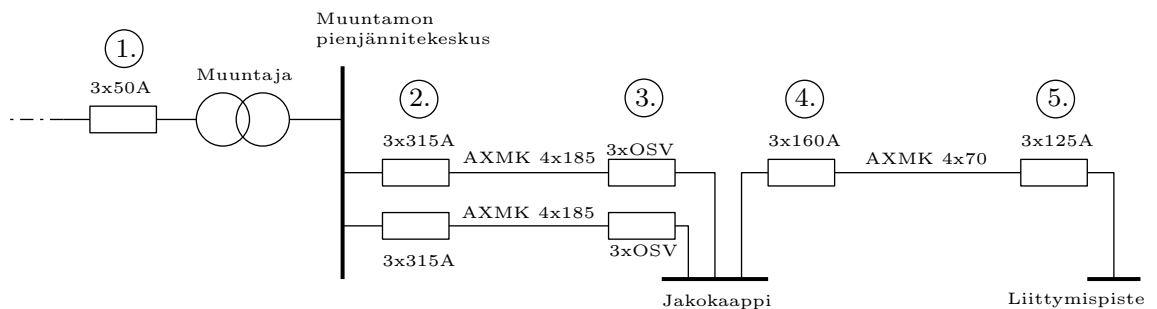 Muuntamon
pienjännitekeskus
1.
3x50A
Muuntaja
2.
3.
4.
5.
3x315A
AXMK 4x185
3xOSV
3x160A
AXMK 4x70
3x125A
AXMK 4x185
3x315A
3xOSV
Jakokaappi
Liittymispiste